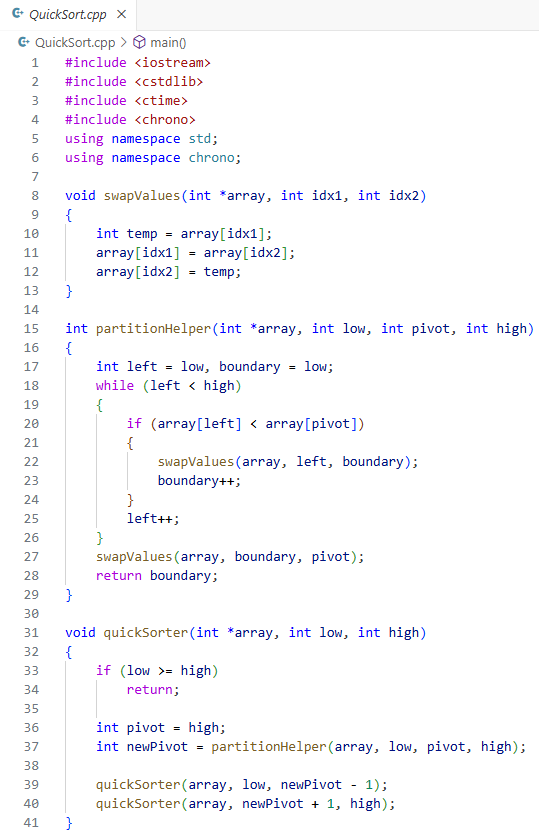 QuickSort.cpp ×
QuickSort.cpp > main()
1 #include <iostream>
2 #include <cstdlib>
3 #include <ctime>
4 #include <chrono>
5 using namespace std;
6 using namespace chrono;
7
8 void swapValues(int *array, int idx1, int idx2)
9 {
10     int temp = array[idx1];
11     array[idx1] = array[idx2];
12     array[idx2] = temp;
13 }
14
15 int partitionHelper(int *array, int low, int pivot, int high)
16 {
17     int left = low, boundary = low;
18     while (left < high)
19     {
20         if (array[left] < array[pivot])
21         {
22             swapValues(array, left, boundary);
23             boundary++;
24         }
25         left++;
26     }
27     swapValues(array, boundary, pivot);
28     return boundary;
29 }
30
31 void quickSorter(int *array, int low, int high)
32 {
33     if (low >= high)
34         return;
35
36     int pivot = high;
37     int newPivot = partitionHelper(array, low, pivot, high);
38
39     quickSorter(array, low, newPivot - 1);
40     quickSorter(array, newPivot + 1, high);
41 }